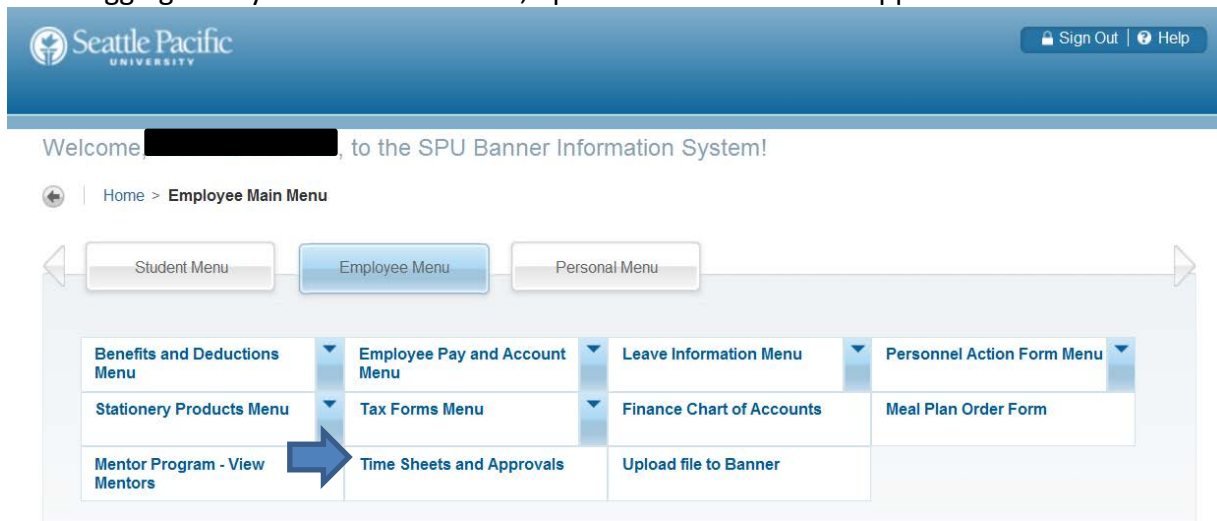 Seattle Pacific
UNIVERSITY
Sign Out | Help
Welcome, , to the SPU Banner Information System!
Home > Employee Main Menu
Student Menu Employee Menu Personal Menu
Benefits and Deductions Menu
Employee Pay and Account Menu
Leave Information Menu
Personnel Action Form Menu
Stationery Products Menu
Tax Forms Menu
Finance Chart of Accounts
Meal Plan Order Form
Mentor Program - View Mentors
Time Sheets and Approvals
Upload file to Banner